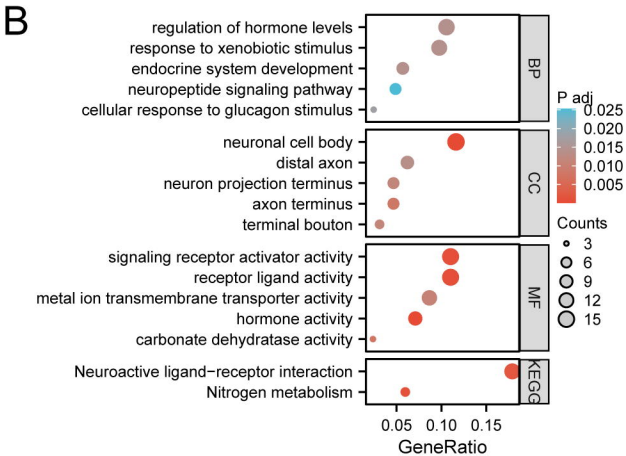 B
regulation of hormone levels
response to xenobiotic stimulus
endocrine system development
neuropeptide signaling pathway
cellular response to glucagon stimulus
BP
neuronal cell body
distal axon
neuron projection terminus
axon terminus
terminal bouton
CC
signaling receptor activator activity
receptor ligand activity
metal ion transmembrane transporter activity
hormone activity
carbonate dehydratase activity
MF
Neuroactive ligand−receptor interaction
Nitrogen metabolism
KEGG
0.05 0.10 0.15
GeneRatio
P adj
0.025
0.020
0.015
0.010
0.005
Counts
3
6
9
12
15